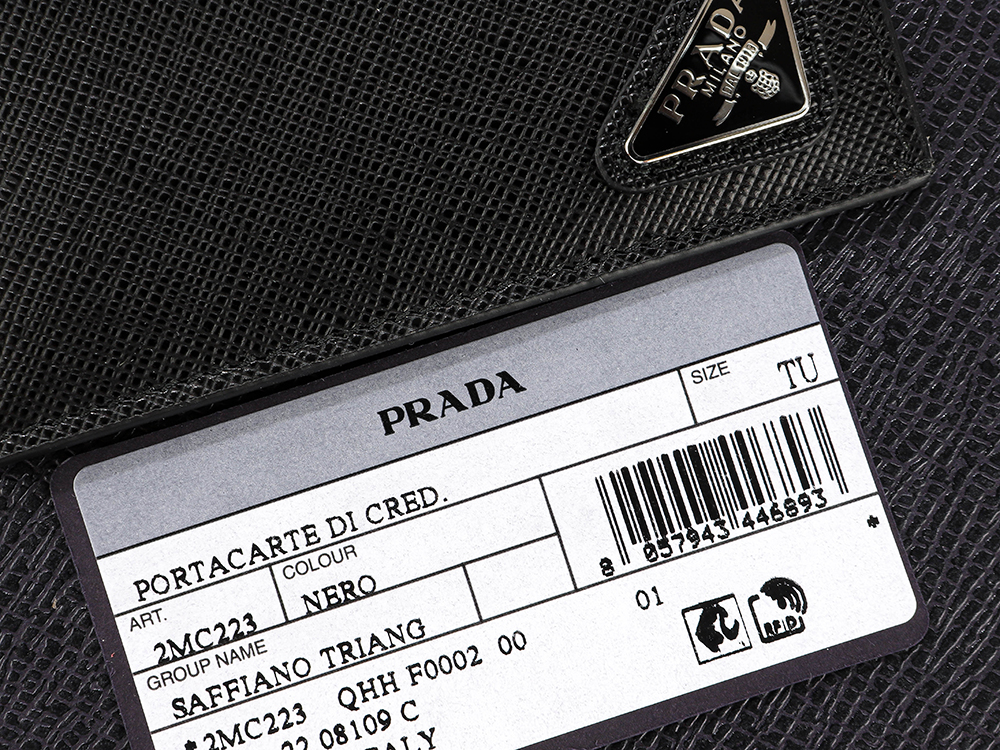 PRADA
MILANO
DAL 1913
PRADA
SIZE TU
PORTACARTE DI CRED.
8 057943 446893
ART. 2MC223
COLOUR NERO
GROUP NAME
SAFFIANO TRIANG
01
RFID
*
*2MC223 QHH F0002 00
22 08109 C